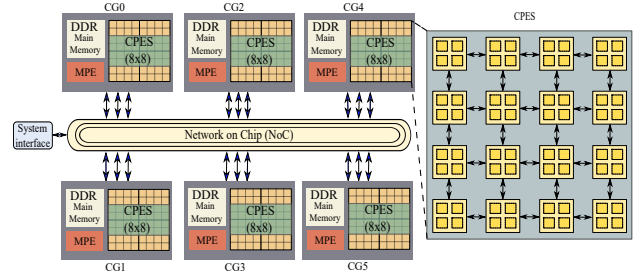 CG0
CG2
CG4
CPES
DDR
Main
Memory
MPE
CPES
(8x8)
DDR
Main
Memory
MPE
CPES
(8x8)
DDR
Main
Memory
MPE
CPES
(8x8)
System
interface
Network on Chip (NoC)
DDR
Main
Memory
MPE
CPES
(8x8)
DDR
Main
Memory
MPE
CPES
(8x8)
DDR
Main
Memory
MPE
CPES
(8x8)
CG1
CG3
CG5